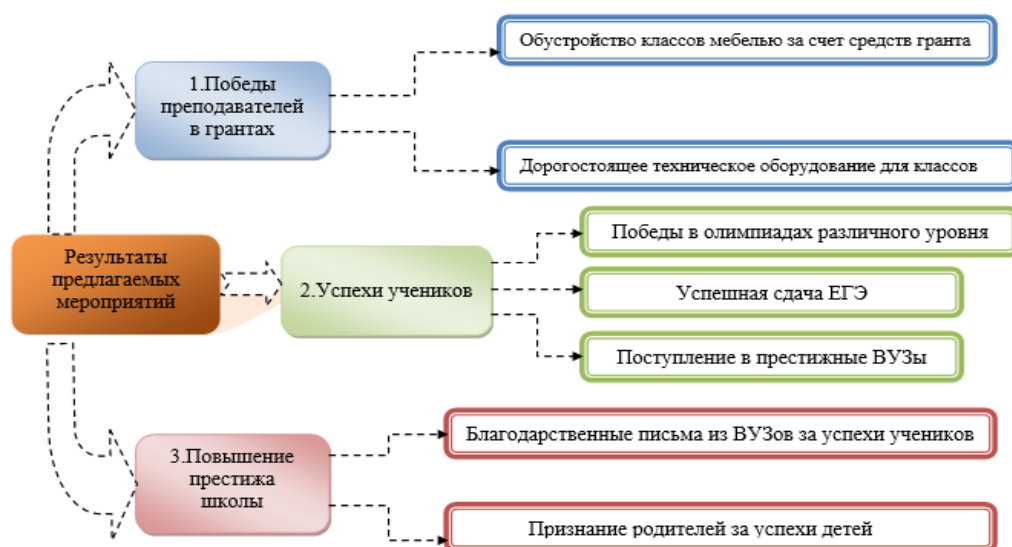 Результаты
предлагаемых
мероприятий
1.Победы
преподавателей
в грантах
Обустройство классов мебелью за счет средств гранта
Дорогостоящее техническое оборудование для классов
2.Успехи учеников
Победы в олимпиадах различного уровня
Успешная сдача ЕГЭ
Поступление в престижные ВУЗы
3.Повышение
престижа
школы
Благодарственные письма из ВУЗов за успехи учеников
Признание родителей за успехи детей